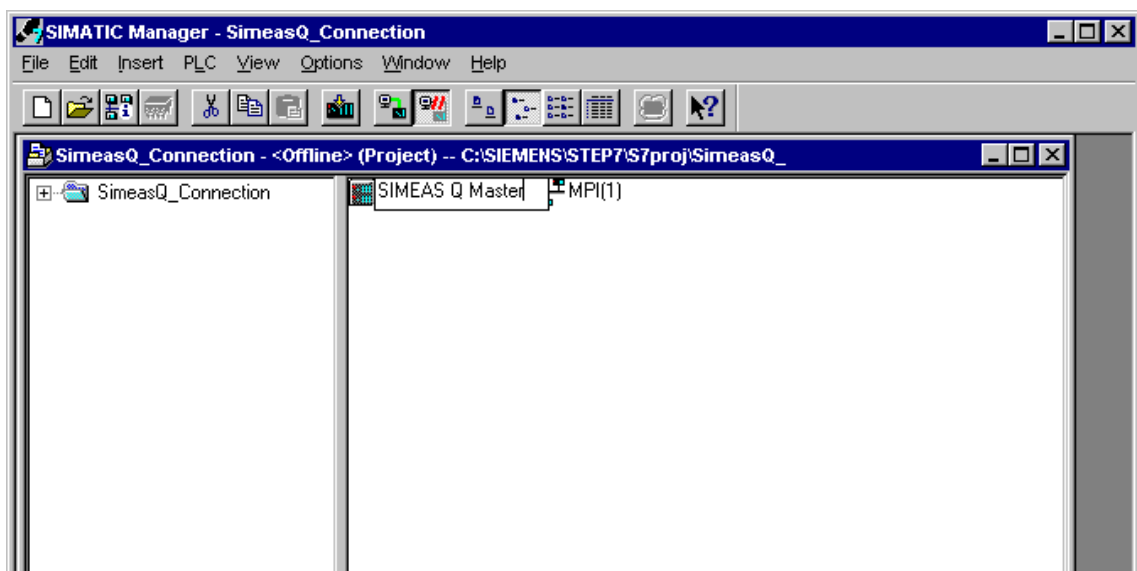 SIMATIC Manager - SimeasQ_Connection
File Edit Insert PLC View Options Window Help
SimeasQ_Connection - <Offline> (Project) -- C:\SIEMENS\STEP7\S7proj\SimeasQ_
SimeasQ_Connection
SIMEAS Q Master
MPI(1)